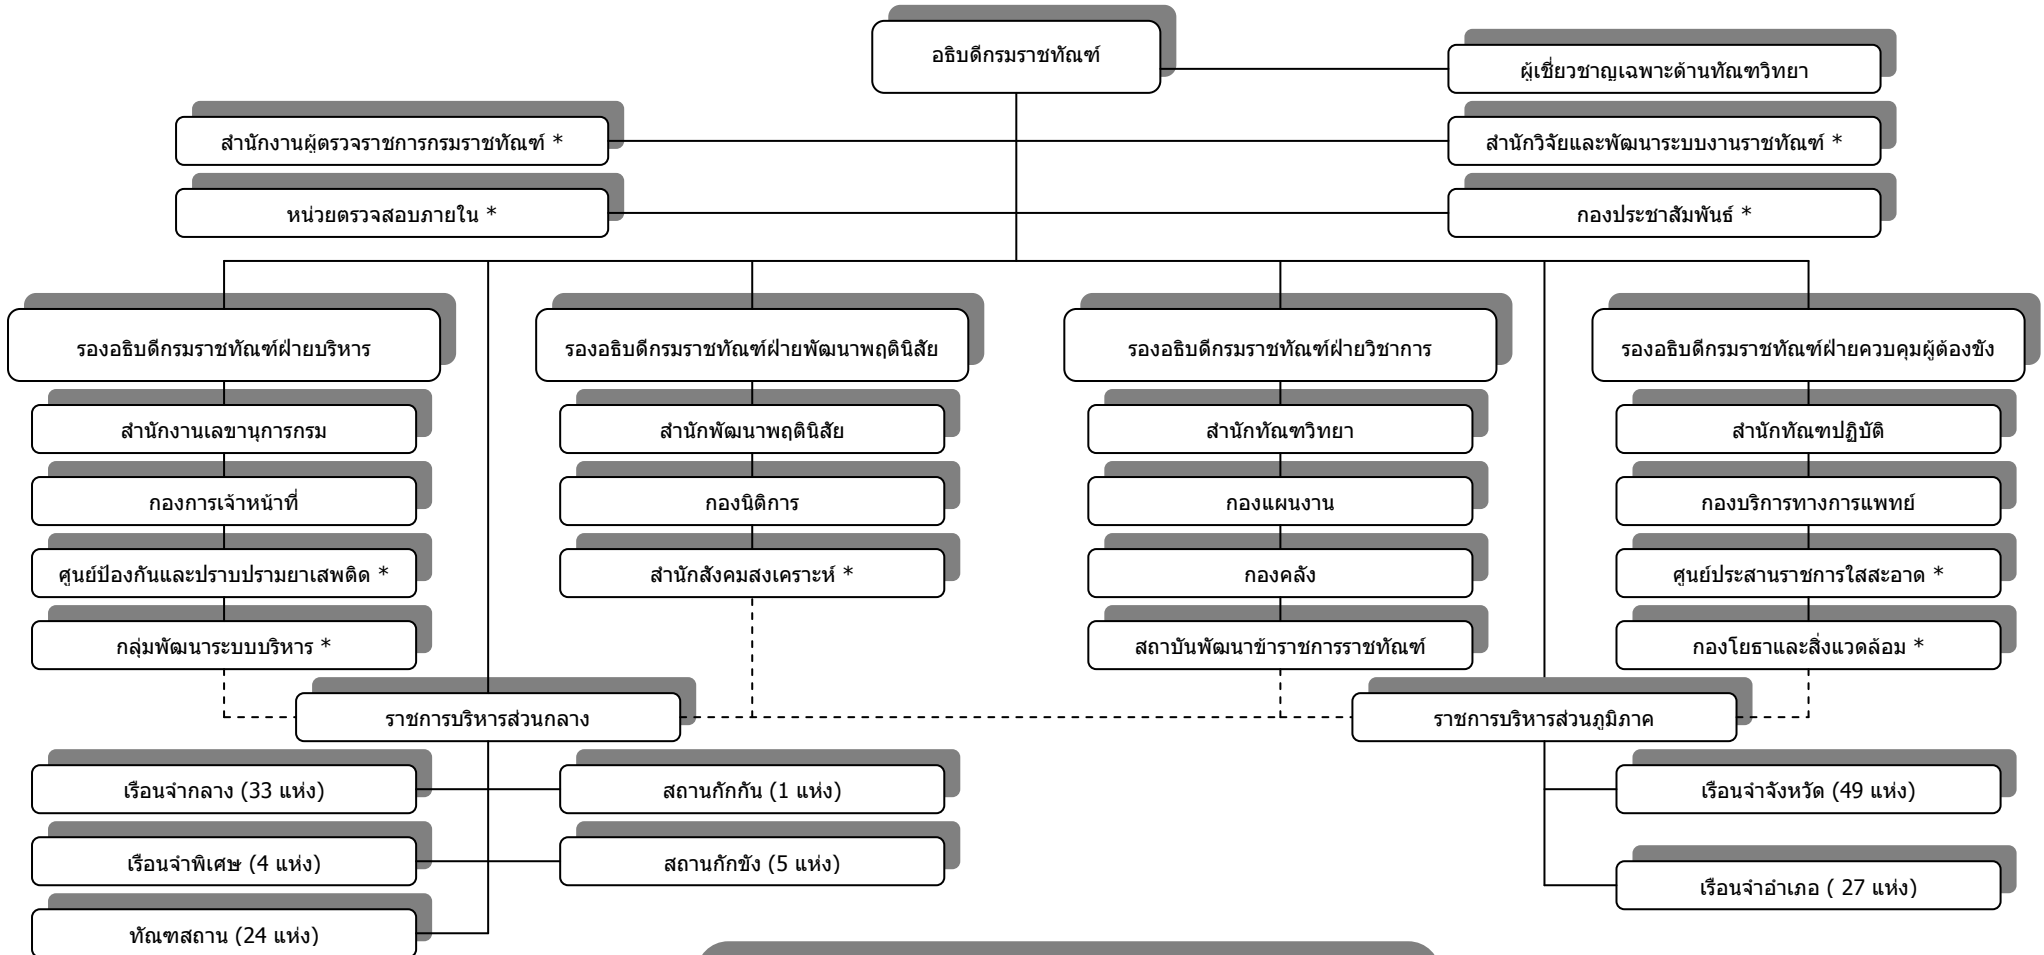 อธิบดีกรมราชทัณฑ์
ผู้เชี่ยวชาญเฉพาะด้านทัณฑวิทยา
สำนักงานผู้ตรวจราชการกรมราชทัณฑ์ *
สำนักวิจัยและพัฒนาระบบงานราชทัณฑ์ *
หน่วยตรวจสอบภายใน *
กองประชาสัมพันธ์ *
รองอธิบดีกรมราชทัณฑ์ฝ่ายบริหาร
รองอธิบดีกรมราชทัณฑ์ฝ่ายพัฒนาพฤตินิสัย
รองอธิบดีกรมราชทัณฑ์ฝ่ายวิชาการ
รองอธิบดีกรมราชทัณฑ์ฝ่ายควบคุมผู้ต้องขัง
สำนักงานเลขานุการกรม
สำนักพัฒนาพฤตินิสัย
สำนักทัณฑวิทยา
สำนักทัณฑปฏิบัติ
กองการเจ้าหน้าที่
กองนิติการ
กองแผนงาน
กองบริการทางการแพทย์
ศูนย์ป้องกันและปราบปรามยาเสพติด *
สำนักสังคมสงเคราะห์ *
กองคลัง
ศูนย์ประสานราชการใสสะอาด *
กลุ่มพัฒนาระบบบริหาร *
สถาบันพัฒนาข้าราชการราชทัณฑ์
กองโยธาและสิ่งแวดล้อม *
ราชการบริหารส่วนกลาง
ราชการบริหารส่วนภูมิภาค
เรือนจำกลาง (33 แห่ง)
สถานกักกัน (1 แห่ง)
เรือนจำจังหวัด (49 แห่ง)
เรือนจำพิเศษ (4 แห่ง)
สถานกักขัง (5 แห่ง)
เรือนจำอำเภอ ( 27 แห่ง)
ทัณฑสถาน (24 แห่ง)